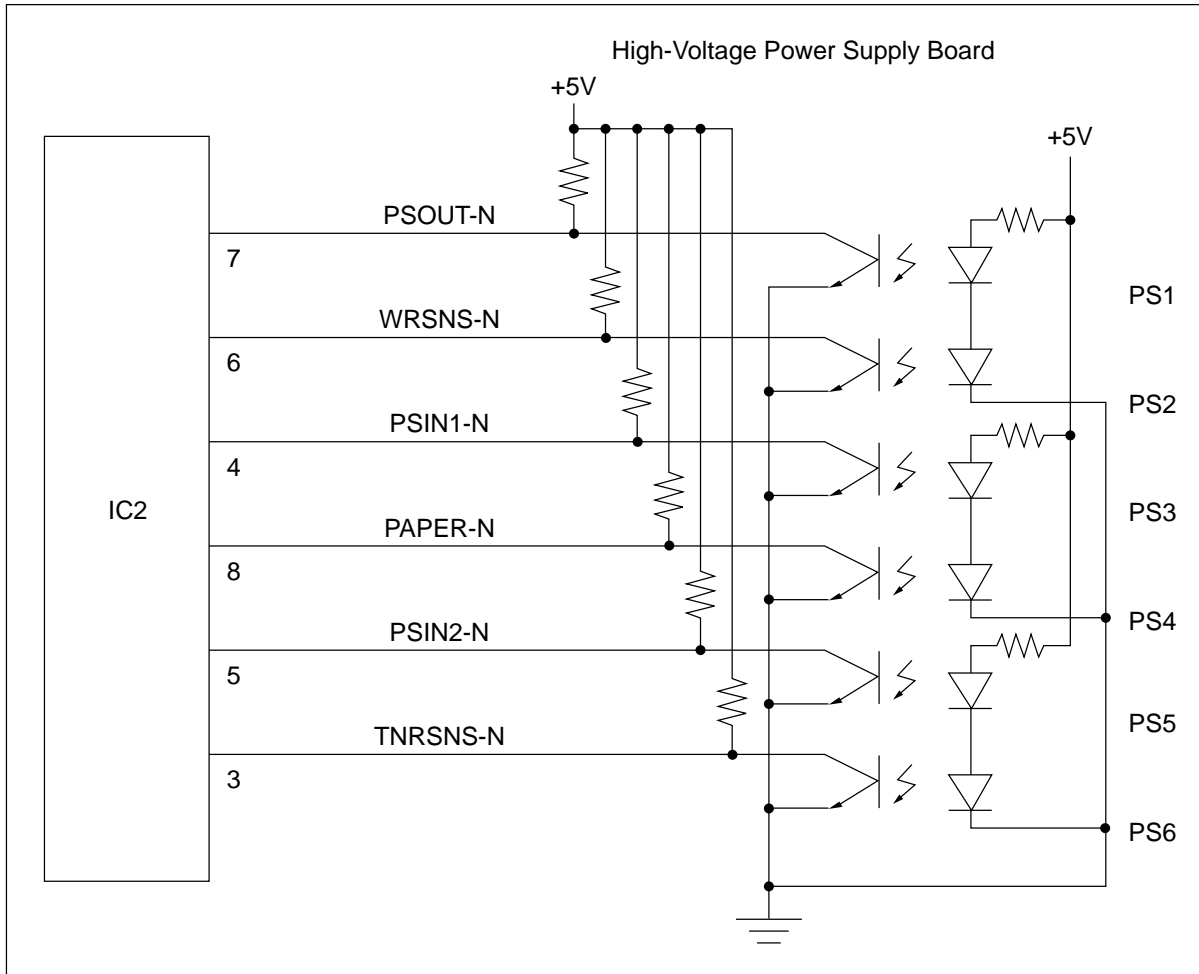 High-Voltage Power Supply Board
+5V
+5V
PSOUT-N
7
PS1
WRSNS-N
6
PS2
PSIN1-N
4
IC2
PS3
PAPER-N
8
PS4
PSIN2-N
5
PS5
TNRSNS-N
3
PS6